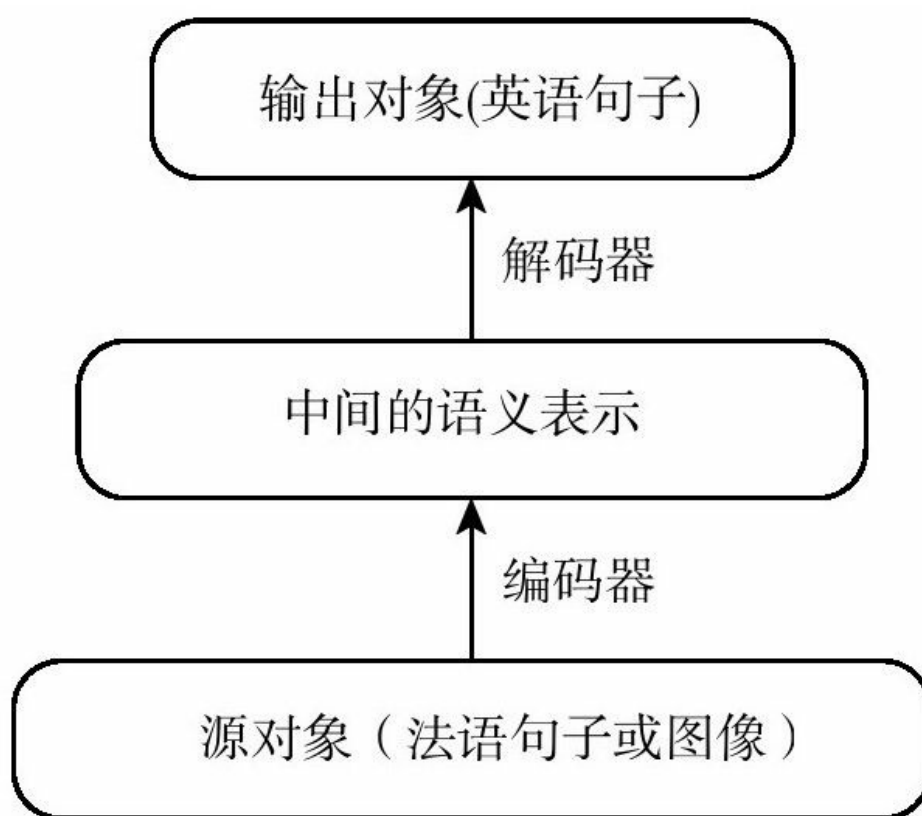 输出对象(英语句子)
解码器
中间的语义表示
编码器
源对象（法语句子或图像）